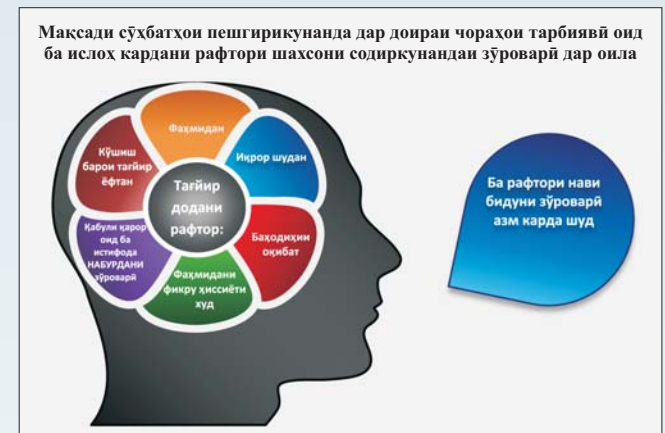 Мақсади сӯҳбатҳои пешгирикунанда дар доираи чораҳои тарбиявӣ оид
ба ислоҳ кардани рафтори шахсони содиркунандаи зӯроварӣ дар оила
Фаҳмидан
Иқрор шудан
Баҳодиҳии
оқибат
Фаҳмидани
фикру ҳиссиёти
худ
Қабули қарор
оид ба
истифода
НАБУРДАНИ
зӯроварӣ
Кӯшиш
барои тағйир
ёфтан
Тағйир
додани
рафтор:
Ба рафтори нави
бидуни зӯроварӣ
азм карда шуд